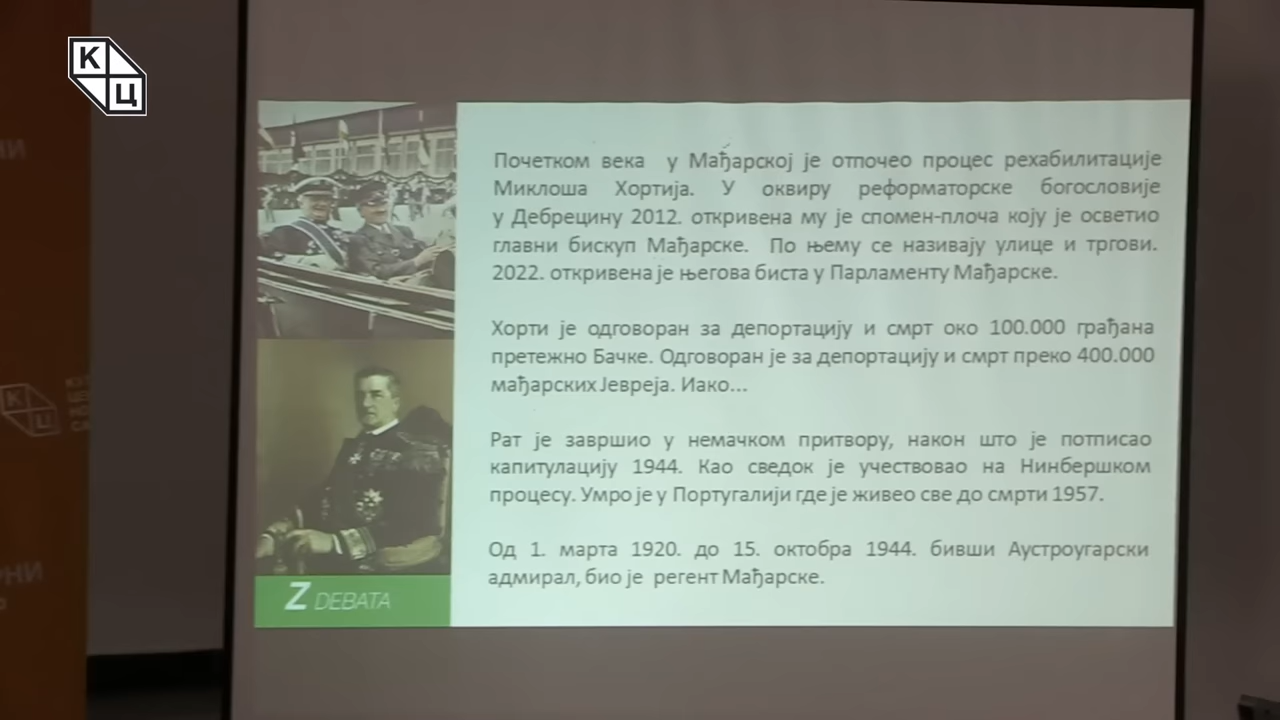 К
Ц
Почетком века у Мађарској је отпочео процес рехабилитације
Миклоша Хортија. У оквиру реформаторске богословије
у Дебрецину 2012. откривена му је спомен-плоча коју је осветио
главни бискуп Мађарске. По њему се називају улице и тргови.
2022. откривена је његова биста у Парламенту Мађарске.
Хорти је одговоран за депортацију и смрт око 100.000 грађана
претежно Бачке. Одговоран је за депортацију и смрт преко 400.000
мађарских Јевреја. Иако...
Рат је завршио у немачком притвору, након што је потписао
капитулацију 1944. Као сведок је учествовао на Нинбершком
процесу. Умро је у Португалији где је живео све до смрти 1957.
Од 1. марта 1920. до 15. октобра 1944. бивши Аустроугарски
адмирал, био је регент Мађарске.
Z DEBATA
К
Ц